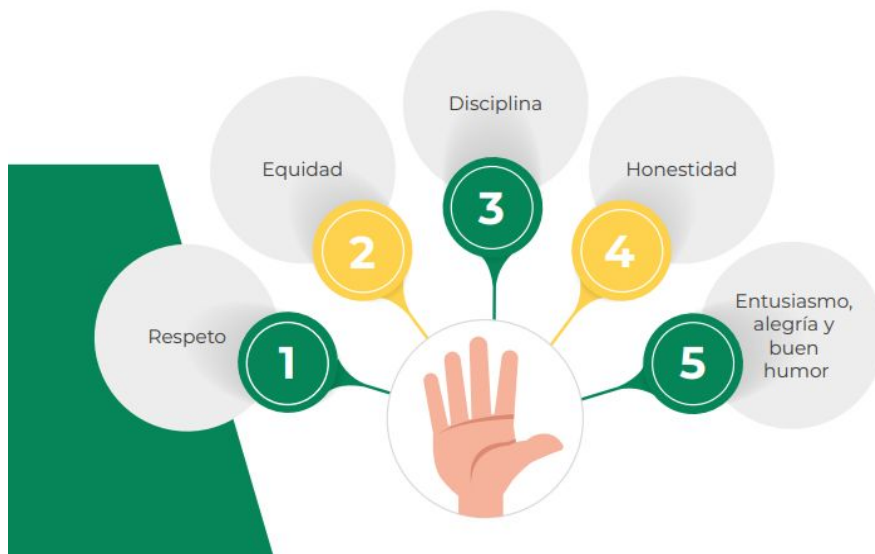 Respeto
1
Equidad
2
Disciplina
3
Honestidad
4
Entusiasmo,
alegría y
buen
humor
5